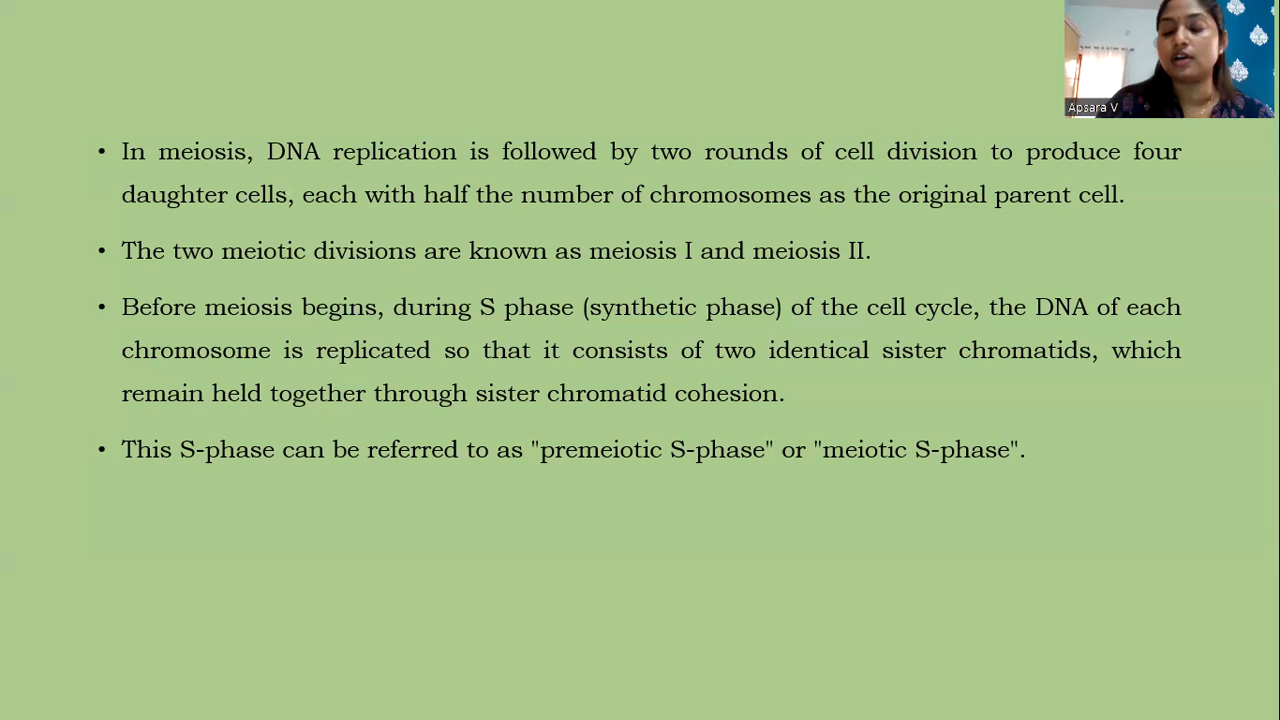 Apsara V
• In meiosis, DNA replication is followed by two rounds of cell division to produce four
daughter cells, each with half the number of chromosomes as the original parent cell.
• The two meiotic divisions are known as meiosis I and meiosis II.
• Before meiosis begins, during S phase (synthetic phase) of the cell cycle, the DNA of each
chromosome is replicated so that it consists of two identical sister chromatids, which
remain held together through sister chromatid cohesion.
• This S-phase can be referred to as "premeiotic S-phase" or "meiotic S-phase".